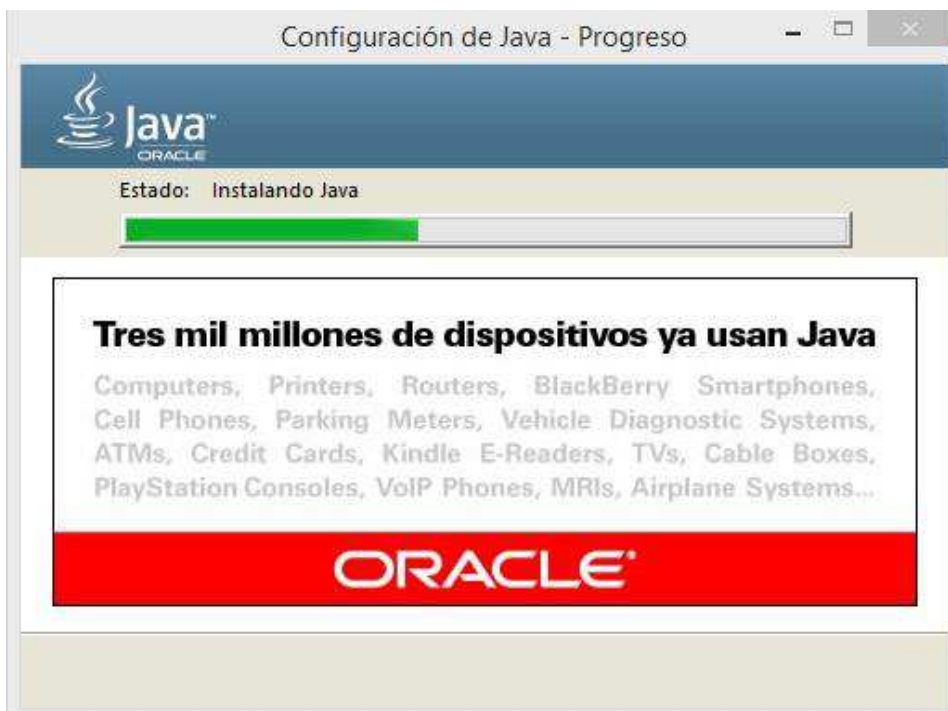 Configuración de Java - Progreso
Java™
ORACLE
Estado: Instalando Java
Tres mil millones de dispositivos ya usan Java
Computers, Printers, Routers, BlackBerry Smartphones,
Cell Phones, Parking Meters, Vehicle Diagnostic Systems,
ATMs, Credit Cards, Kindle E-Readers, TVs, Cable Boxes,
PlayStation Consoles, VoIP Phones, MRIs, Airplane Systems...
ORACLE®